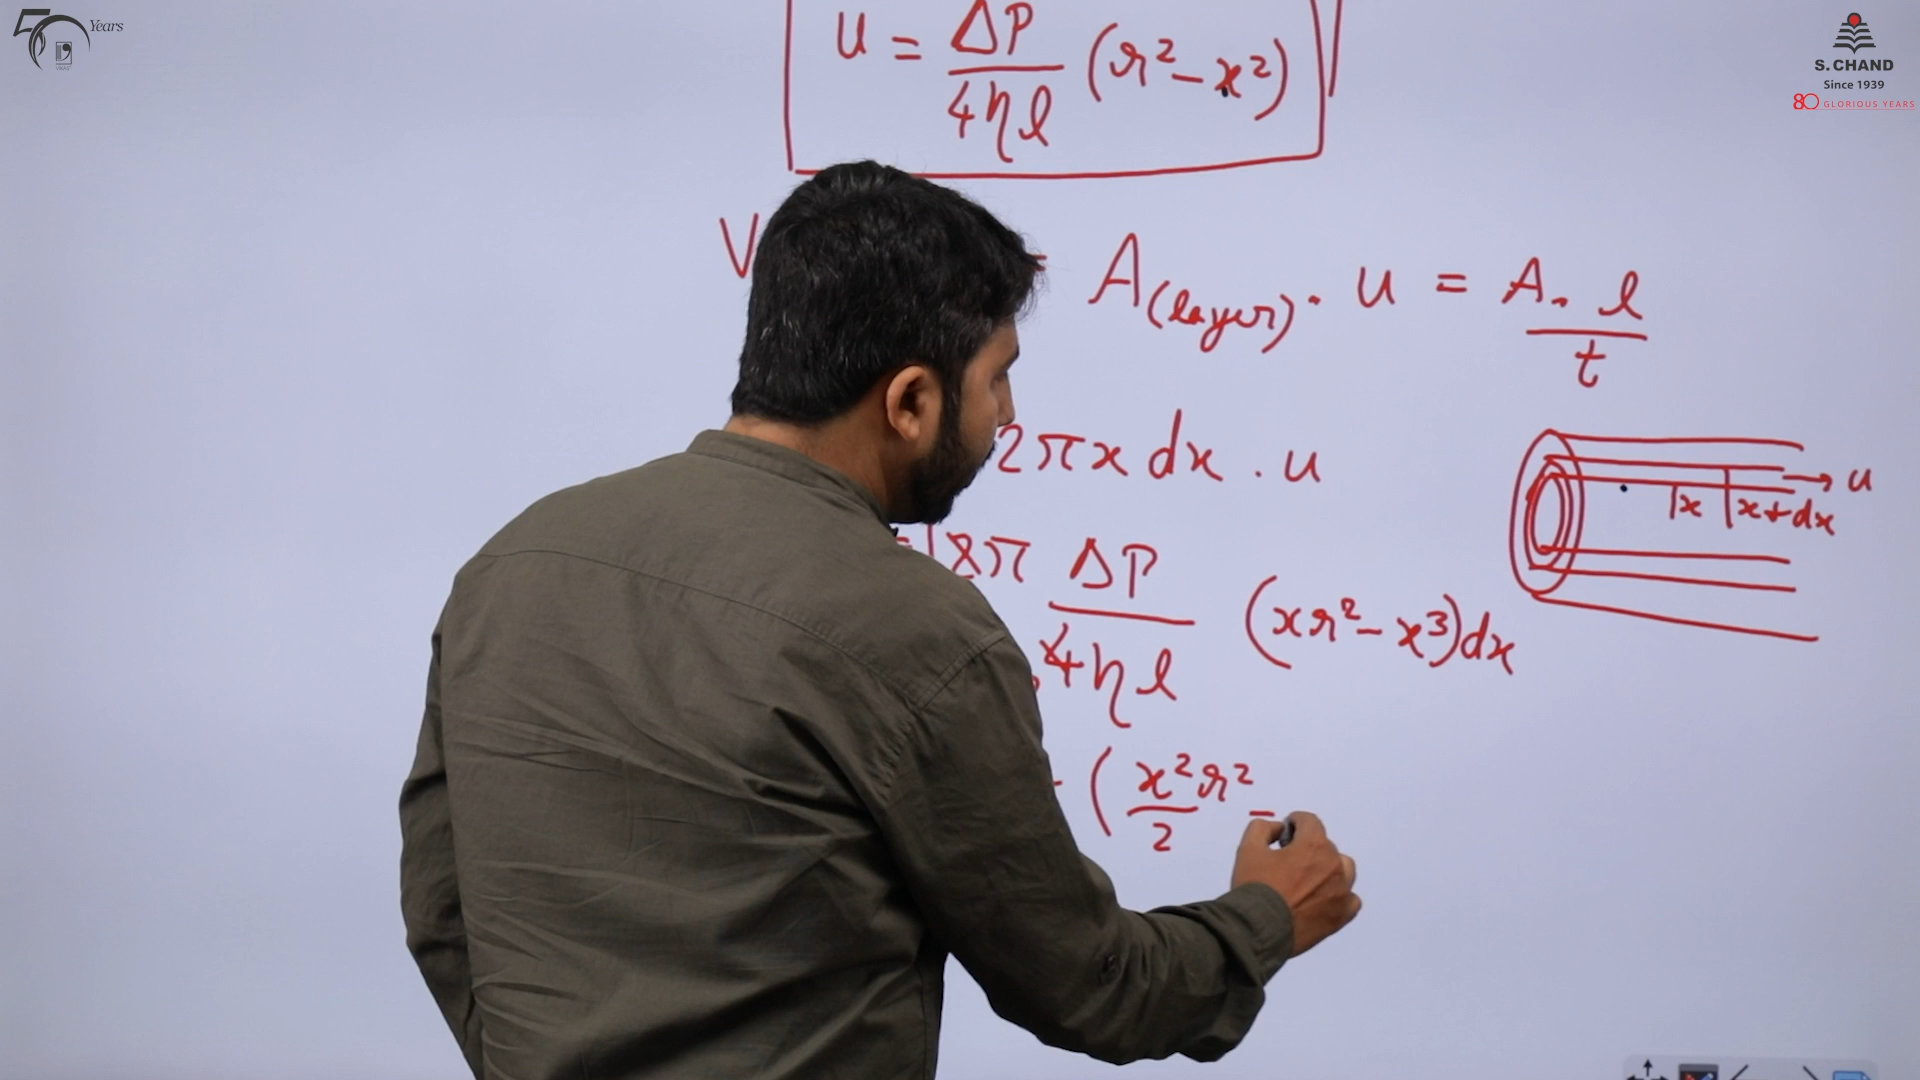 50 Years
S. CHAND
Since 1939
80 GLORIOUS YEARS
u = ΔP / 4ηl (r² – x²)
V = A(layer) . u = A . l / t
2πx dx . u
= 2π ΔP / 4ηl (xr² – x³)dx
(x²r² / 2 –
u
x x+dx